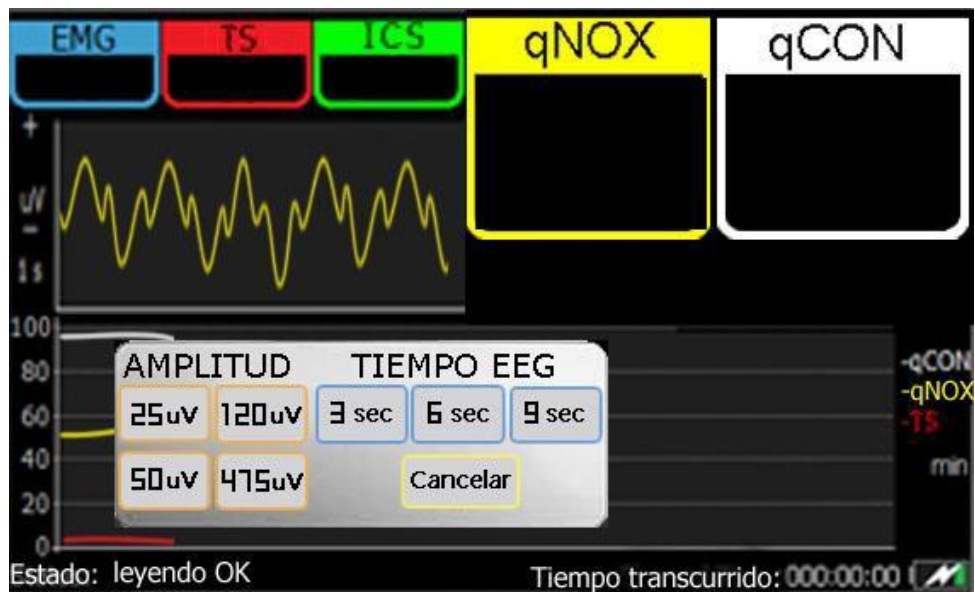 EMG TS ICS qNOX qCON
+
uV
-
1s
100
80
60
40
20
0
-qCON
-qNOX
-TS
min
AMPLITUD TIEMPO EEG
25uV 120uV 3 sec 6 sec 9 sec
50uV 475uV Cancelar
Estado: leyendo OK Tiempo transcurrido: 000:00:00